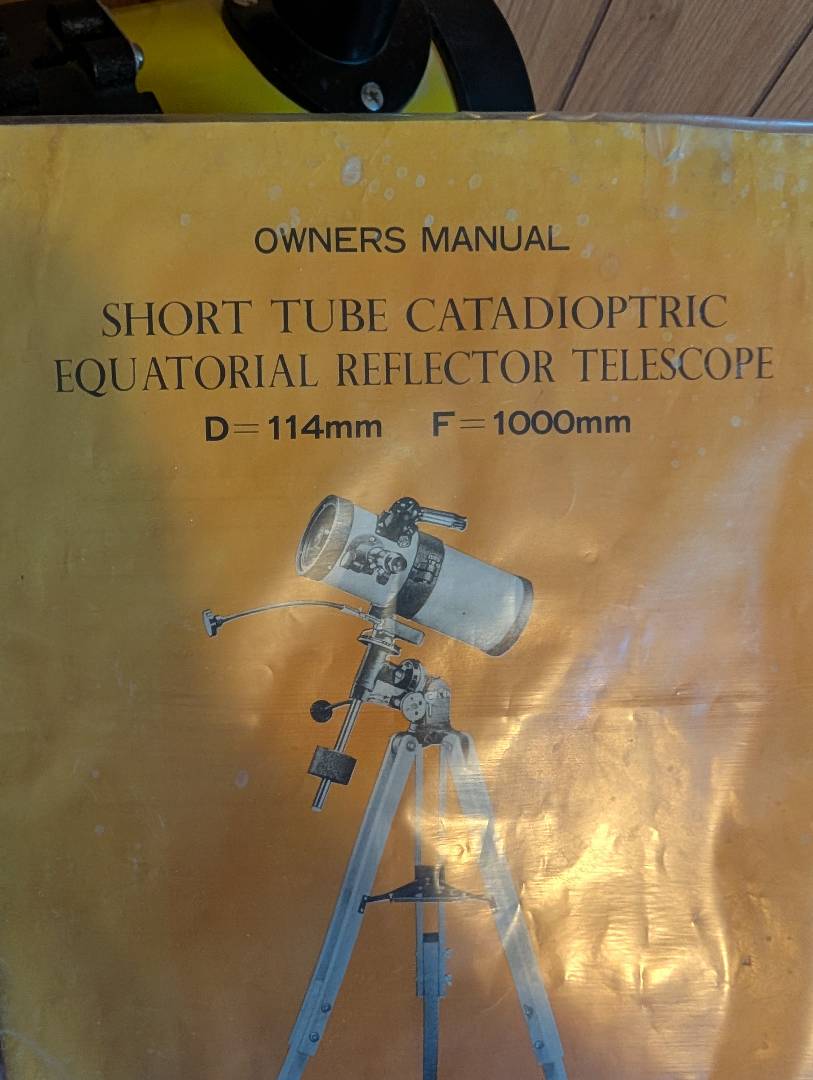 OWNERS MANUAL
SHORT TUBE CATADIOPTRIC
EQUATORIAL REFLECTOR TELESCOPE
D=114mm F=1000mm